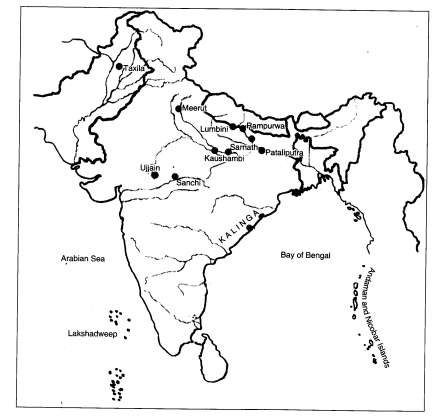 Taxila
Meerut
Lumbini
Rampurwa
Sarnath
Pataliputra
Kaushambi
Ujjain
Sanchi
KALINGA
Arabian Sea
Bay of Bengal
Lakshadweep
Andaman and Nicobar Islands